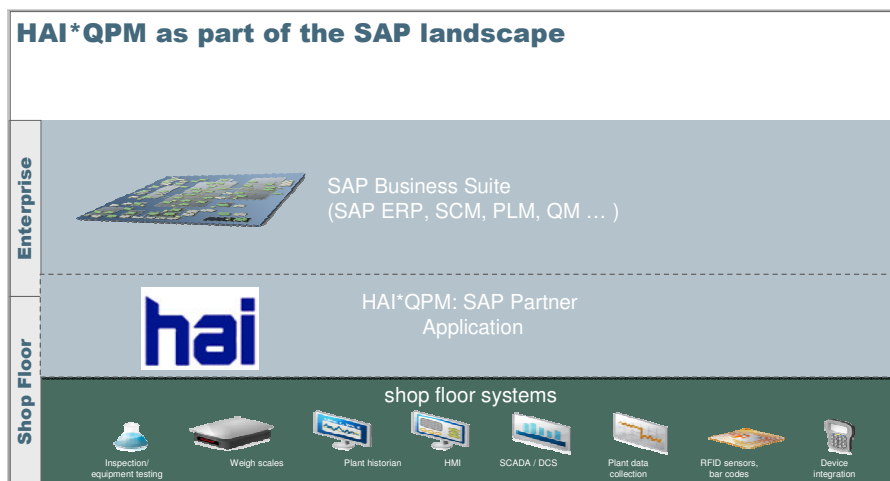 HAI*QPM as part of the SAP landscape
Enterprise
SAP Business Suite
(SAP ERP, SCM, PLM, QM … )
hai
HAI*QPM: SAP Partner
Application
Shop Floor
shop floor systems
Inspection/
equipment testing
Weigh scales
Plant historian
HMI
SCADA / DCS
Plant data
collection
RFID sensors,
bar codes
Device
integration